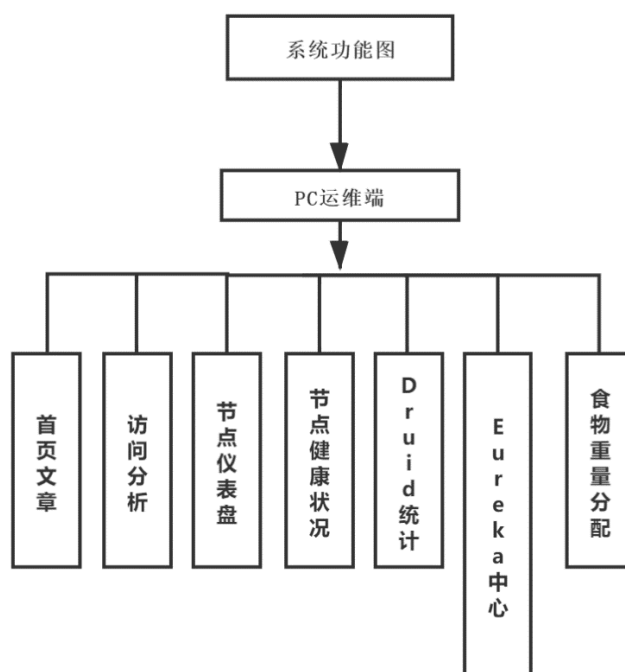 系统功能图
PC运维端
首页文章
访问分析
节点仪表盘
节点健康状况
Druid统计
Eureka中心
食物重量分配